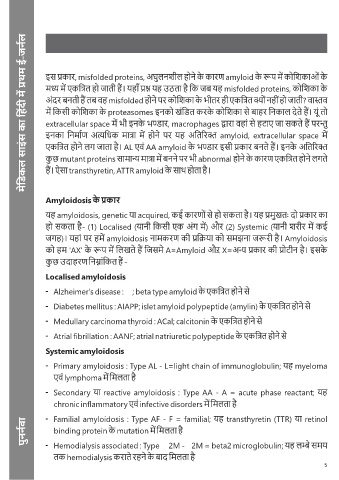 इस प्रकार, misfolded proteins, अघुलनशील होने के कारण amyloid के रूप में कोशिकाओं के
मध्य में एकत्रित हो जाती हैं। यहाँ प्रश्न यह उठता है कि जब यह misfolded proteins, कोशिका के
अंदर बनती हैं तब वह misfolded होने पर कोशिका के भीतर ही एकत्रित क्यों नहीं हो जाती? वास्तव
में किसी कोशिका के proteasomes इनको खंडित करके कोशिका से बाहर निकाल देते हैं। यूं तो
extracellular space में भी इनके भण्डार, macrophages द्वारा वहां से हटाए जा सकते हैं परन्तु
इनका निर्माण अत्यधिक मात्रा में होने पर यह अतिरिक्त amyloid, extracellular space में
एकत्रित होने लग जाता है। AL एवं AA amyloid के भण्डार इसी प्रकार बनते हैं। इनके अतिरिक्त
कुछ mutant proteins सामान्य मात्रा में बनने पर भी abnormal होने के कारण एकत्रित होने लगते
हैं। ऐसा transthyretin, ATTR amyloid के साथ होता है।
Amyloidosis के प्रकार
यह amyloidosis, genetic या acquired, कई कारणों से हो सकता है। यह प्रमुखतः दो प्रकार का
हो सकता है- (1) Localised (यानी किसी एक अंग में) और (2) Systemic (यानी शरीर में कई
जगह)। यहां पर हमें amyloidosis नामकरण की प्रक्रिया को समझना जरूरी है। Amyloidosis
को हम 'AX' के रूप में लिखते हैं जिसमें A=Amyloid और X=अन्य प्रकार की प्रोटीन है। इसके
कुछ उदाहरण निम्नांकित हैं -
Localised amyloidosis
- Alzheimer's disease : ; beta type amyloid के एकत्रित होने से
- Diabetes mellitus : AIAPP; islet amyloid polypeptide (amylin) के एकत्रित होने से
- Medullary carcinoma thyroid : ACal; calcitonin के एकत्रित होने से
- Atrial fibrillation : AANF; atrial natriuretic polypeptide के एकत्रित होने से
Systemic amyloidosis
- Primary amyloidosis : Type AL - L=light chain of immunoglobulin; यह myeloma
एवं lymphoma में मिलता है
- Secondary या reactive amyloidosis : Type AA - A = acute phase reactant; यह
chronic inflammatory एवं infective disorders में मिलता है
- Familial amyloidosis : Type AF - F = familial; यह transthyretin (TTR) या retinol
binding protein के mutation में मिलता है
- Hemodialysis associated : Type 2M - 2M = beta2 microglobulin; यह लम्बे समय
तक hemodialysis कराते रहने के बाद मिलता है
5
मेडिकल साइंस का हिंदी में प्रथम ई-जर्नल
पुनर्नवा